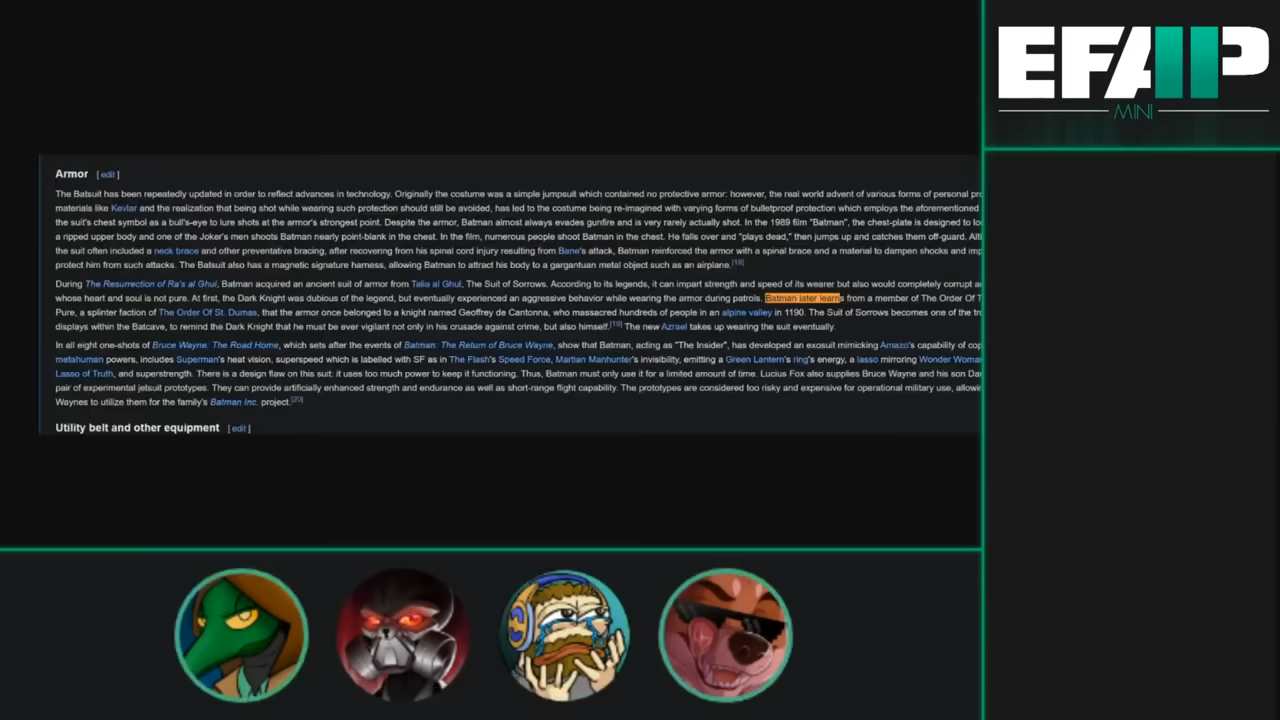 EFAP
MINI
Armor [ edit ]
The Batsuit has been repeatedly updated in order to reflect advances in technology. Originally the costume was a simple jumpsuit which contained no protective armor: however, the real world advent of various forms of personal pro
materials like Kevlar and the realization that being shot while wearing such protection should still be avoided, has led to the costume being re-imagined with varying forms of bulletproof protection which employs the aforementioned
the suit's chest symbol as a bull's-eye to lure shots at the armor's strongest point. Despite the armor, Batman almost always evades gunfire and is very rarely actually shot. In the 1989 film "Batman", the chest-plate is designed to lo
a ripped upper body and one of the Joker's men shoots Batman nearly point-blank in the chest. In the film, numerous people shoot Batman in the chest. He falls over and "plays dead," then jumps up and catches them off-guard. Alt
the suit often included a neck brace and other preventative bracing, after recovering from his spinal cord injury resulting from Bane's attack, Batman reinforced the armor with a spinal brace and a material to dampen shocks and imp
protect him from such attacks. The Batsuit also has a magnetic signature harness, allowing Batman to attract his body to a gargantuan metal object such as an airplane.[18]
During The Resurrection of Ra's al Ghul, Batman acquired an ancient suit of armor from Talia al Ghul, The Suit of Sorrows. According to its legends, it can impart strength and speed of its wearer but also would completely corrupt a
whose heart and soul is not pure. At first, the Dark Knight was dubious of the legend, but eventually experienced an aggressive behavior while wearing the armor during patrols. Batman later learns from a member of The Order Of T
Pure, a splinter faction of The Order Of St. Dumas, that the armor once belonged to a knight named Geoffrey de Cantonna, who massacred hundreds of people in an alpine valley in 1190. The Suit of Sorrows becomes one of the tr
displays within the Batcave, to remind the Dark Knight that he must be ever vigilant not only in his crusade against crime, but also himself.[19] The new Azrael takes up wearing the suit eventually.
In all eight one-shots of Bruce Wayne: The Road Home, which sets after the events of Batman: The Return of Bruce Wayne, show that Batman, acting as "The Insider", has developed an exosuit mimicking Amazo's capability of cop
metahuman powers, includes Superman's heat vision, superspeed which is labelled with SF as in The Flash's Speed Force, Martian Manhunter's invisibility, emitting a Green Lantern's ring's energy, a lasso mirroring Wonder Woma
Lasso of Truth, and superstrength. There is a design flaw on this suit: it uses too much power to keep it functioning. Thus, Batman must only use it for a limited amount of time. Lucius Fox also supplies Bruce Wayne and his son Da
pair of experimental jetsuit prototypes. They can provide artificially enhanced strength and endurance as well as short-range flight capability. The prototypes are considered too risky and expensive for operational military use, allowi
Waynes to utilize them for the family's Batman Inc. project.[20]
Utility belt and other equipment [ edit ]